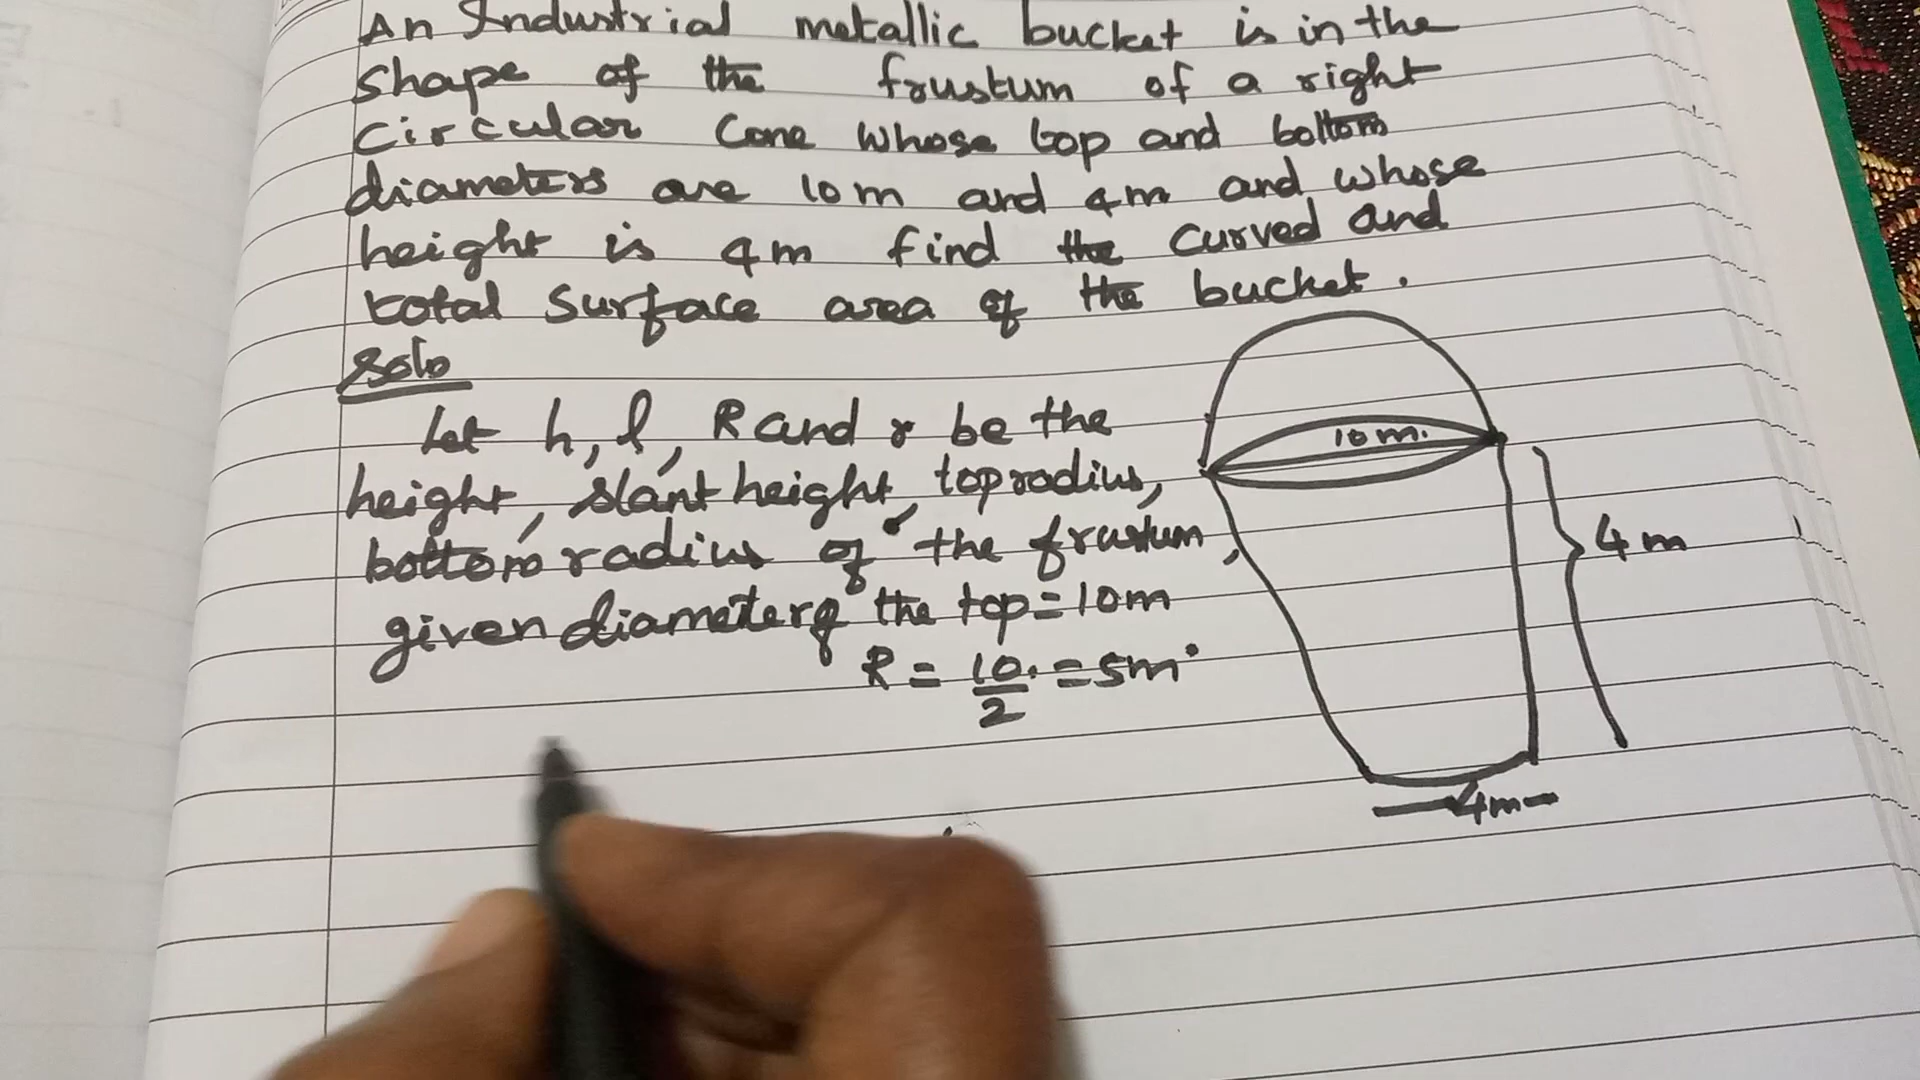 An Industrial metallic bucket is in the
shape of the frustum of a right
circular Cone whose top and bottom
diameters are 10m and 4m and whose
height is 4m find the curved and
total surface area of the bucket.
Soln
Let h, l, R and r be the
height, slant height, top radius,
bottom radius of the frustum,
given diameter of the top = 10m
R = 10/2 = 5m
10m.
4m
4m